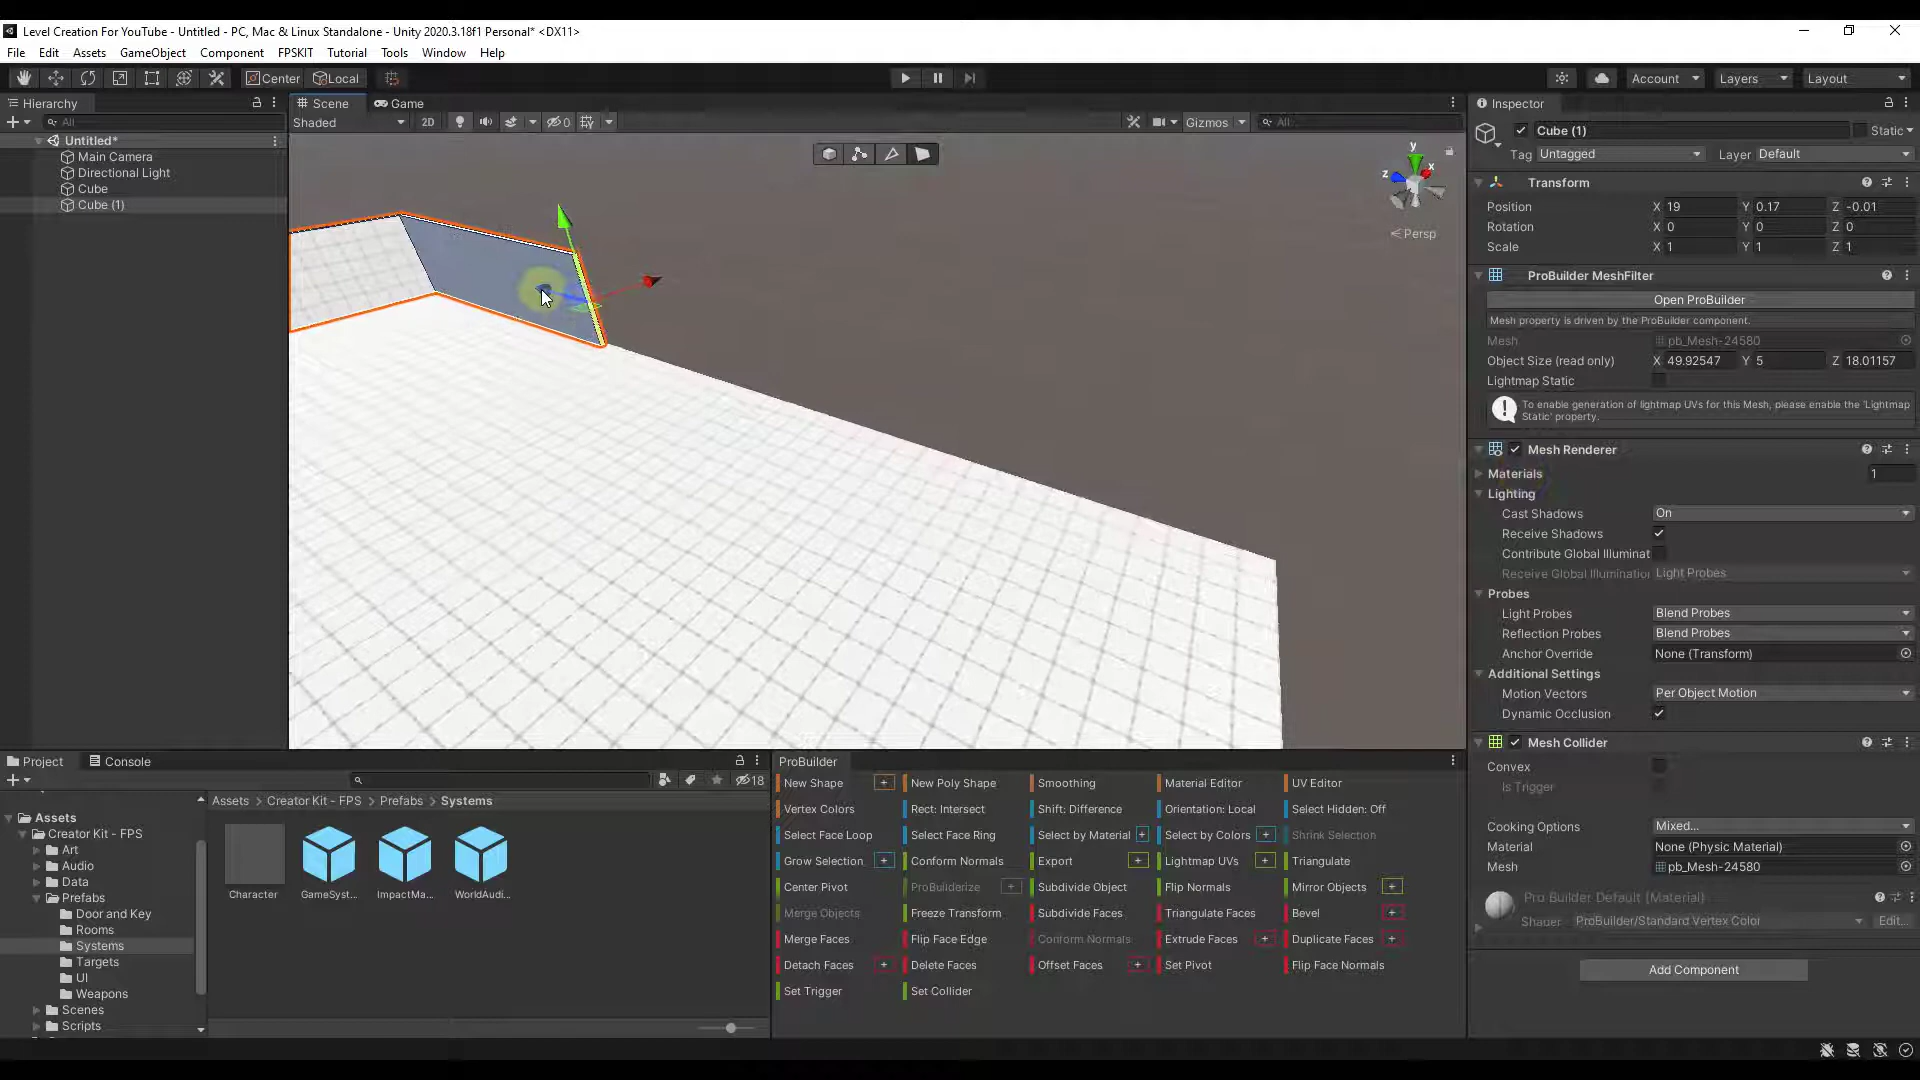 Level Creation For YouTube - Untitled - PC, Mac & Linux Standalone - Unity 2020.3.18f1 Personal* <DX11>
File Edit Assets GameObject Component FPSKIT Tutorial Tools Window Help
Center Local Account Layers Layout
Hierarchy
All
Untitled*
Main Camera
Directional Light
Cube
Cube (1)
Scene Game
Shaded 2D 0 Gizmos All
y
x
z
Persp
Inspector
Cube (1) Static
Tag Untagged Layer Default
Transform
Position X 19 Y 0.17 Z -0.01
Rotation X 0 Y 0 Z 0
Scale X 1 Y 1 Z 1
ProBuilder MeshFilter
Open ProBuilder
Mesh property is driven by the ProBuilder component.
Mesh pb_Mesh-24580
Object Size (read only) X 49.92547 Y 5 Z 18.01157
Lightmap Static
To enable generation of lightmap UVs for this Mesh, please enable the 'Lightmap
Static' property.
Mesh Renderer
Materials 1
Lighting
Cast Shadows On
Receive Shadows
Contribute Global Illuminat
Receive Global Illumination Light Probes
Probes
Light Probes Blend Probes
Reflection Probes Blend Probes
Anchor Override None (Transform)
Additional Settings
Motion Vectors Per Object Motion
Dynamic Occlusion
Mesh Collider
Convex
Is Trigger
Cooking Options Mixed...
Material None (Physic Material)
Mesh pb_Mesh-24580
Pro Builder Default (Material)
Shader ProBuilder/Standard Vertex Color Edit...
Add Component
Project Console
18
Assets
Creator Kit - FPS
Art
Audio
Data
Prefabs
Door and Key
Rooms
Systems
Targets
UI
Weapons
Scenes
Scripts
Assets > Creator Kit - FPS > Prefabs > Systems
Character GameSyst... ImpactMa... WorldAudi...
ProBuilder
New Shape + New Poly Shape Smoothing Material Editor UV Editor
Vertex Colors Rect: Intersect Shift: Difference Orientation: Local Select Hidden: Off
Select Face Loop Select Face Ring Select by Material + Select by Colors + Shrink Selection
Grow Selection + Conform Normals Export + Lightmap UVs + Triangulate
Center Pivot ProBuilderize + Subdivide Object Flip Normals Mirror Objects +
Merge Objects Freeze Transform Subdivide Faces Triangulate Faces Bevel +
Merge Faces Flip Face Edge Conform Normals Extrude Faces + Duplicate Faces +
Detach Faces + Delete Faces Offset Faces + Set Pivot Flip Face Normals
Set Trigger Set Collider